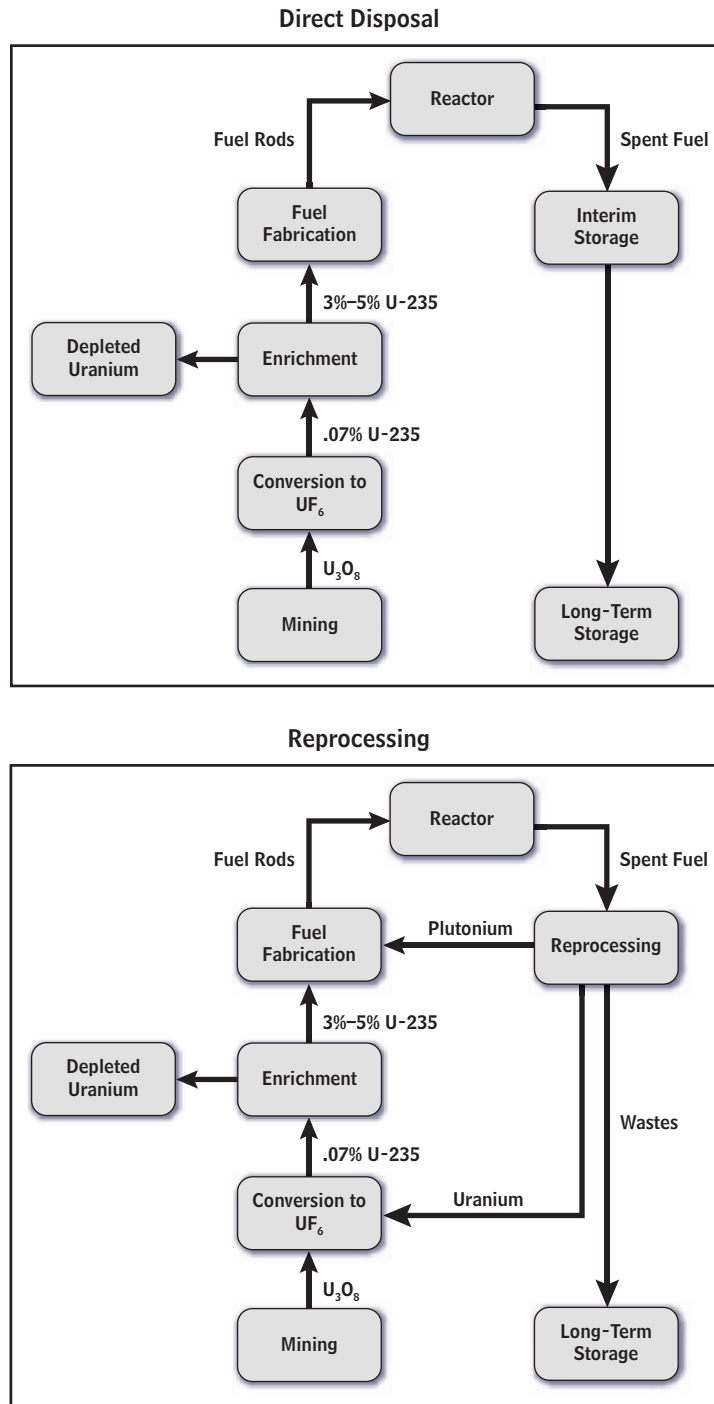 Direct Disposal
Reactor
Fuel Rods
Spent Fuel
Fuel
Fabrication
Interim
Storage
3%–5% U-235
Depleted
Uranium
Enrichment
.07% U-235
Conversion to
UF₆
U₃O₈
Mining
Long-Term
Storage
Reprocessing
Reactor
Fuel Rods
Spent Fuel
Fuel
Fabrication
Plutonium
Reprocessing
3%–5% U-235
Depleted
Uranium
Enrichment
Wastes
.07% U-235
Conversion to
UF₆
Uranium
U₃O₈
Mining
Long-Term
Storage